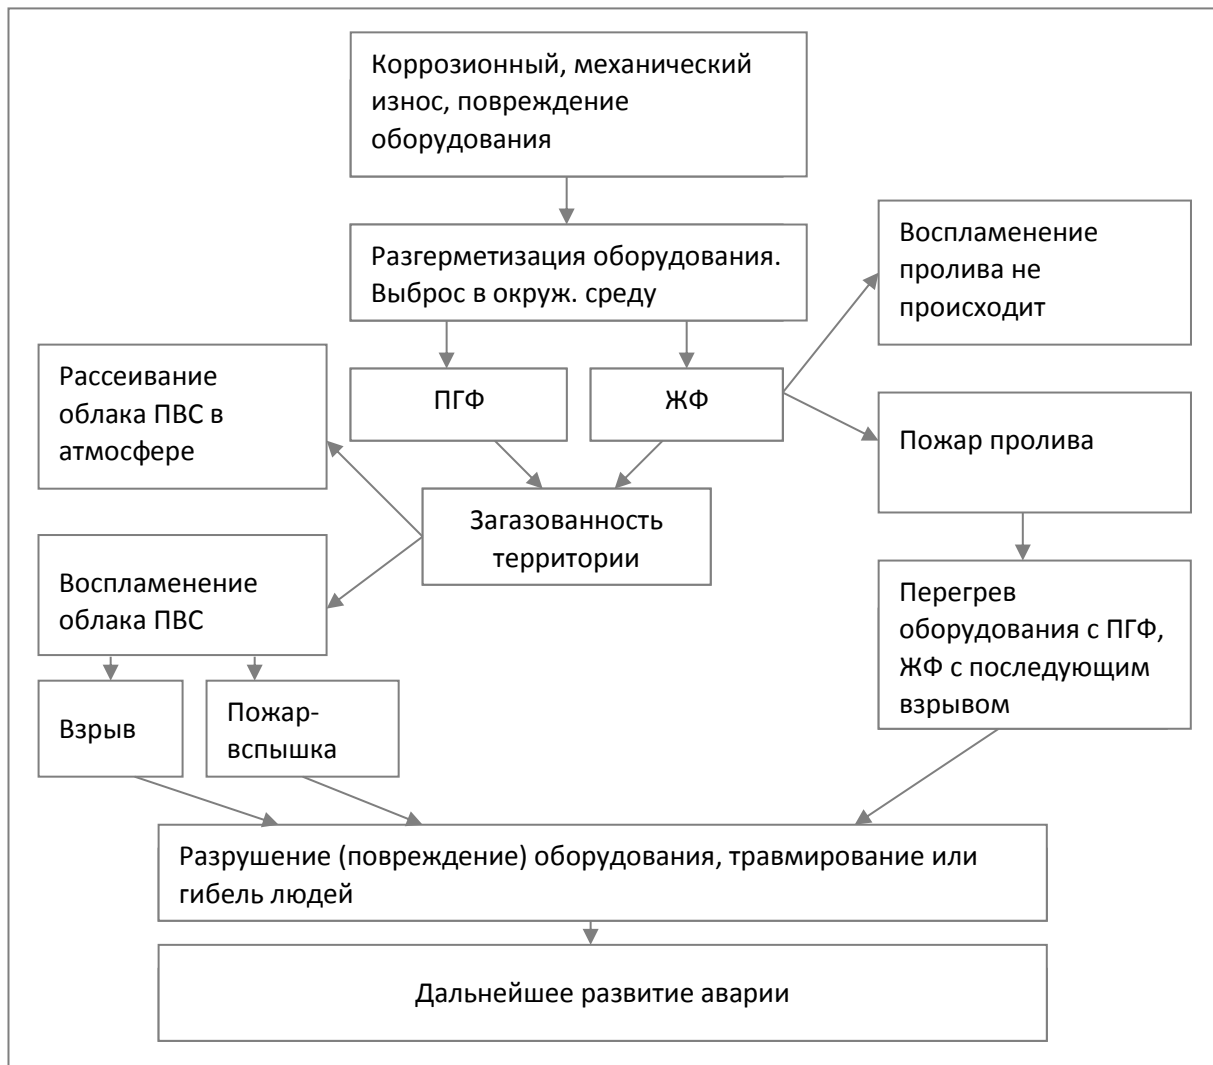 Коррозионный, механический
износ, повреждение
оборудования
Разгерметизация оборудования.
Выброс в окруж. среду
Воспламенение
пролива не
происходит
Рассеивание
облака ПВС в
атмосфере
ПГФ
ЖФ
Пожар пролива
Загазованность
территории
Воспламенение
облака ПВС
Перегрев
оборудования с ПГФ,
ЖФ с последующим
взрывом
Взрыв
Пожар-
вспышка
Разрушение (повреждение) оборудования, травмирование или
гибель людей
Дальнейшее развитие аварии